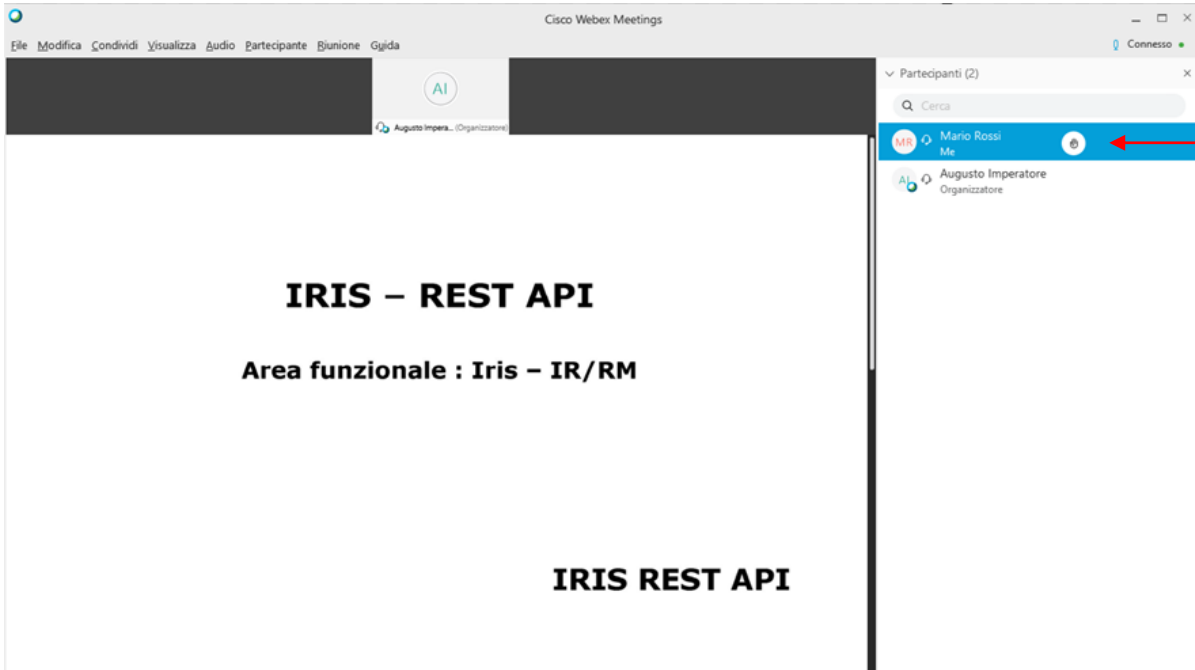 Cisco Webex Meetings
File Modifica Condividi Visualizza Audio Partecipante Riunione Guida
Connesso
AI
Augusto Impera... (Organizzatore)
Partecipanti (2)
Cerca
MR Mario Rossi
Me
AI Augusto Imperatore
Organizzatore
IRIS – REST API
Area funzionale : Iris – IR/RM
IRIS REST API